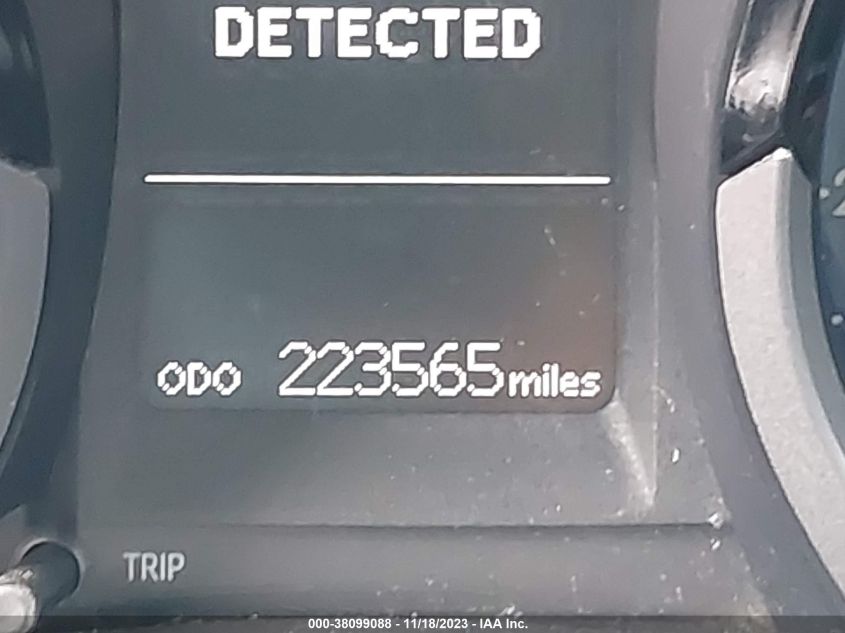 DETECTED
ODO 223565 miles
TRIP
000-38099088 - 11/18/2023 - IAA Inc.